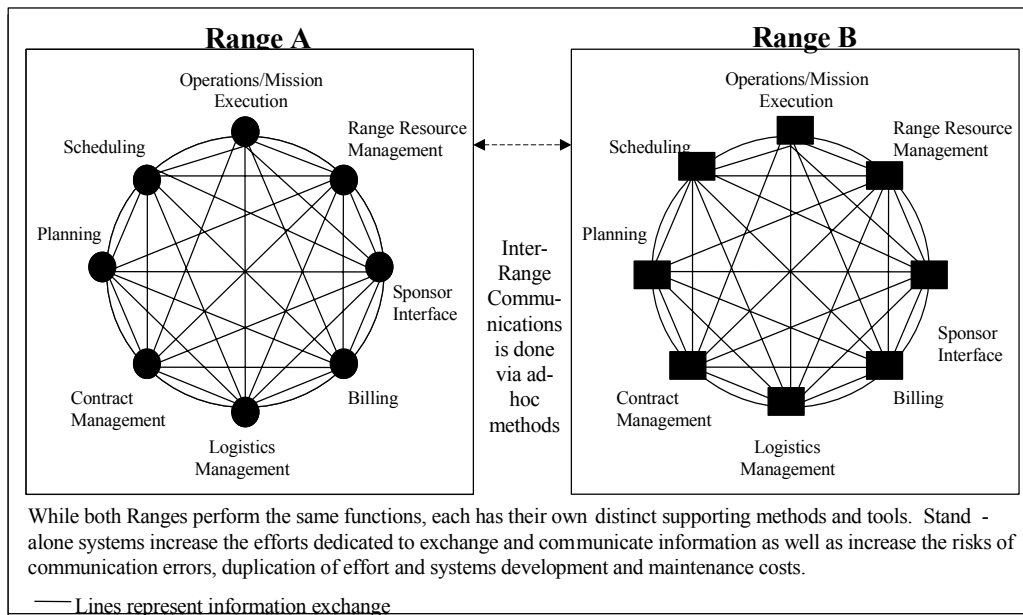 Range A
Operations/Mission
Execution
Scheduling
Range Resource
Management
Planning
Sponsor
Interface
Contract
Management
Billing
Logistics
Management
Inter-
Range
Commu-
nications
is done
via ad-
hoc
methods
Range B
Operations/Mission
Execution
Scheduling
Range Resource
Management
Planning
Sponsor
Interface
Contract
Management
Billing
Logistics
Management
While both Ranges perform the same functions, each has their own distinct supporting methods and tools. Stand -
alone systems increase the efforts dedicated to exchange and communicate information as well as increase the risks of
communication errors, duplication of effort and systems development and maintenance costs.
Lines represent information exchange